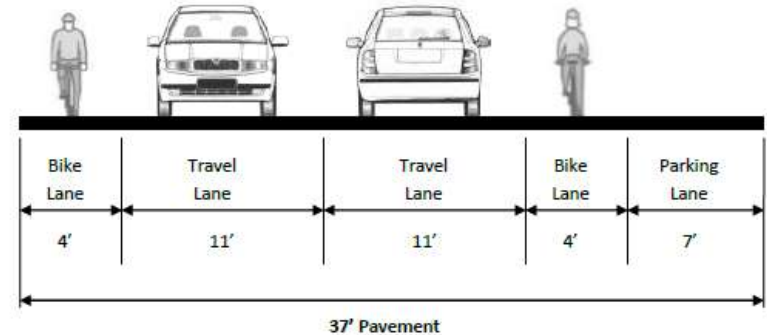 Bike Lane
Travel Lane
Travel Lane
Bike Lane
Parking Lane
4′
11′
11′
4′
7′
37' Pavement